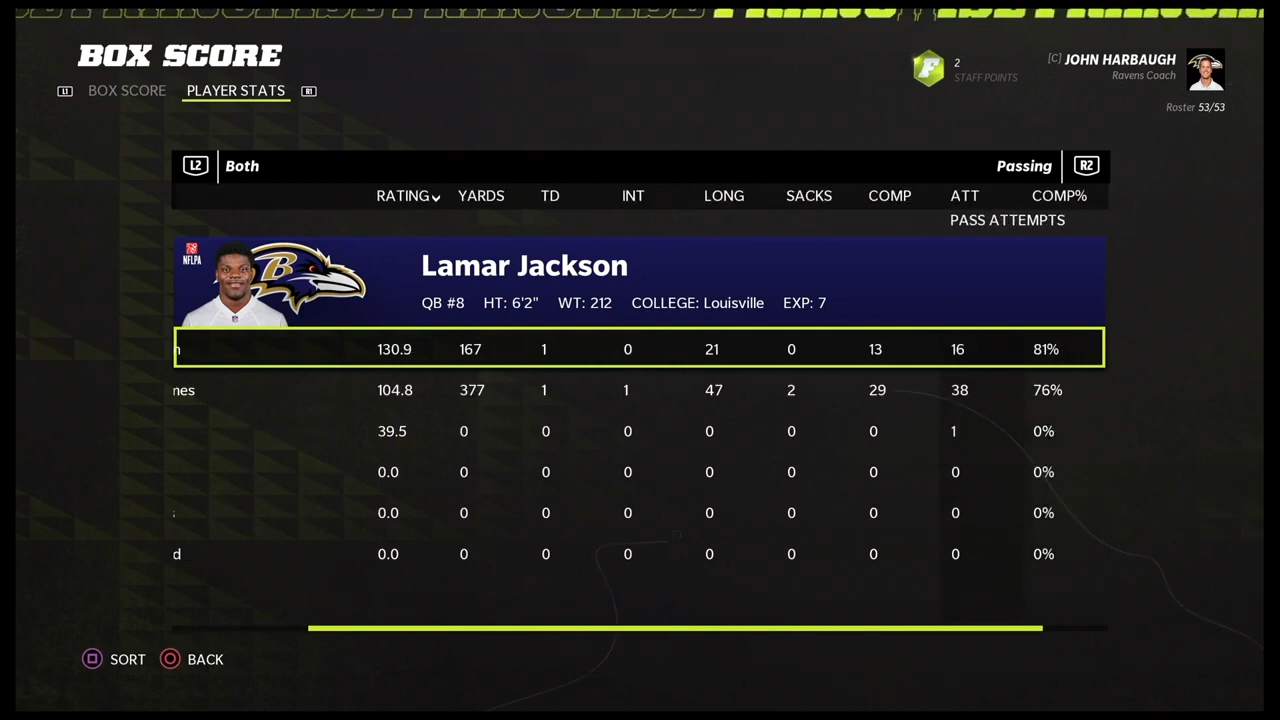 BOX SCORE
2
STAFF POINTS
[C] JOHN HARBAUGH
Ravens Coach
Roster 53/53
L1 BOX SCORE PLAYER STATS R1
L2 Both Passing R2
RATING YARDS TD INT LONG SACKS COMP ATT COMP%
PASS ATTEMPTS
NFLPA
B
Lamar Jackson
QB #8 HT: 6'2" WT: 212 COLLEGE: Louisville EXP: 7
n 130.9 167 1 0 21 0 13 16 81%
nes 104.8 377 1 1 47 2 29 38 76%
39.5 0 0 0 0 0 0 1 0%
0.0 0 0 0 0 0 0 0 0%
s 0.0 0 0 0 0 0 0 0 0%
d 0.0 0 0 0 0 0 0 0 0%
SORT BACK